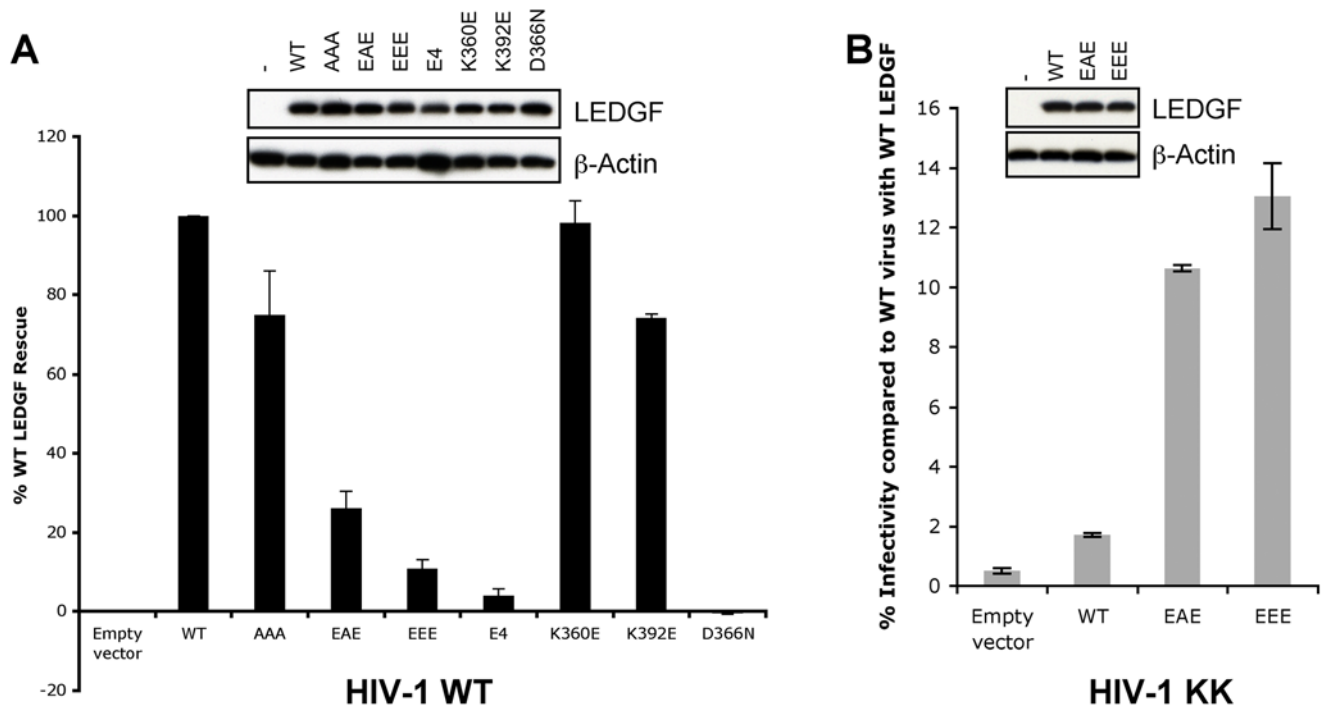 A
- WT AAA EAE EEE E4 K360E K392E D366N
LEDGF
β-Actin
% WT LEDGF Rescue
120
100
80
60
40
20
0
-20
Empty vector WT AAA EAE EEE E4 K360E K392E D366N
HIV-1 WT
B
- WT EAE EEE
LEDGF
β-Actin
% Infectivity compared to WT virus with WT LEDGF
16
14
12
10
8
6
4
2
0
Empty vector WT EAE EEE
HIV-1 KK